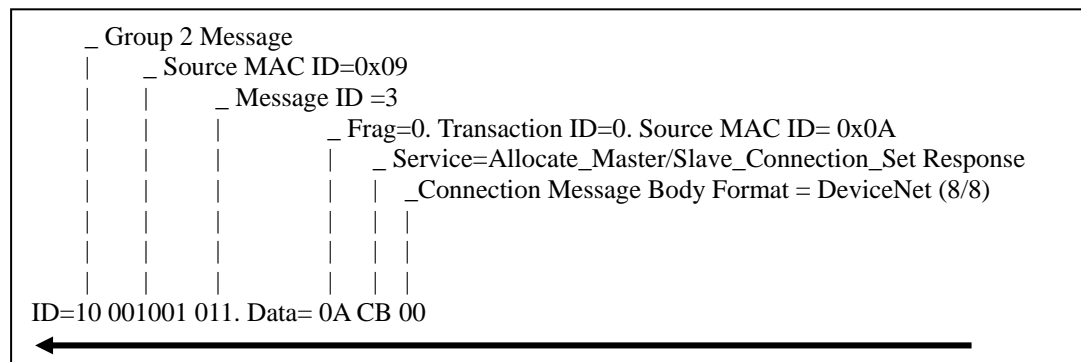 _ Group 2 Message
| _ Source MAC ID=0x09
| | _ Message ID =3
| | | _ Frag=0. Transaction ID=0. Source MAC ID= 0x0A
| | | | _ Service=Allocate_Master/Slave_Connection_Set Response
| | | | | _Connection Message Body Format = DeviceNet (8/8)
| | | | | |
| | | | | |
| | | | | |
| | | | | |
ID=10 001001 011. Data= 0A CB 00